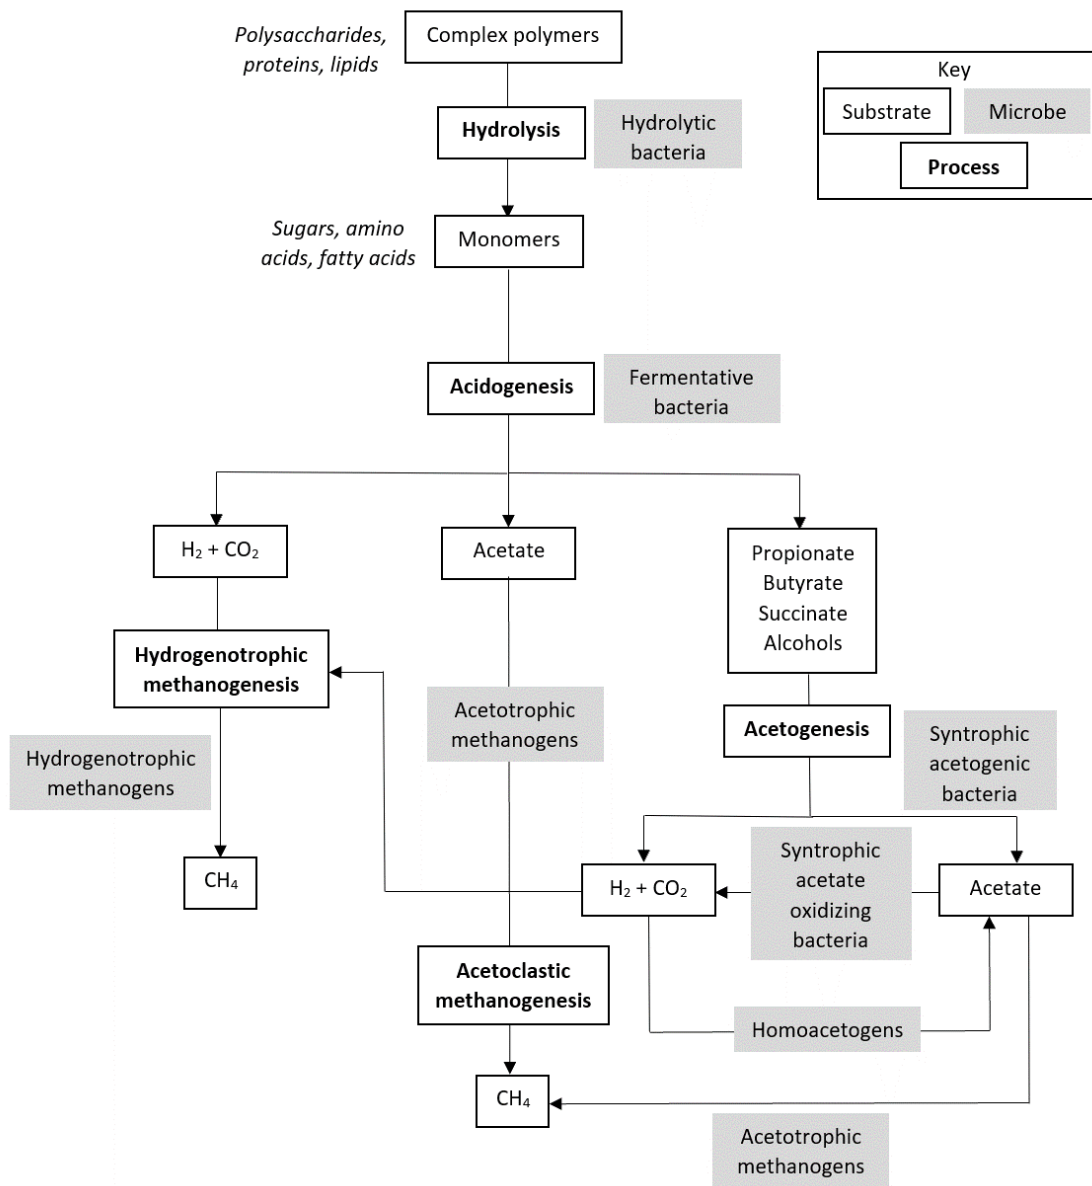 Polysaccharides,
proteins, lipids
Complex polymers
Key
Substrate
Microbe
Process
Hydrolysis
Hydrolytic
bacteria
Sugars, amino
acids, fatty acids
Monomers
Acidogenesis
Fermentative
bacteria
H₂ + CO₂
Acetate
Propionate
Butyrate
Succinate
Alcohols
Hydrogenotrophic
methanogenesis
Acetotrophic
methanogens
Acetogenesis
Syntrophic
acetogenic
bacteria
Hydrogenotrophic
methanogens
CH₄
H₂ + CO₂
Syntrophic
acetate
oxidizing
bacteria
Acetate
Acetoclastic
methanogenesis
Homoacetogens
CH₄
Acetotrophic
methanogens